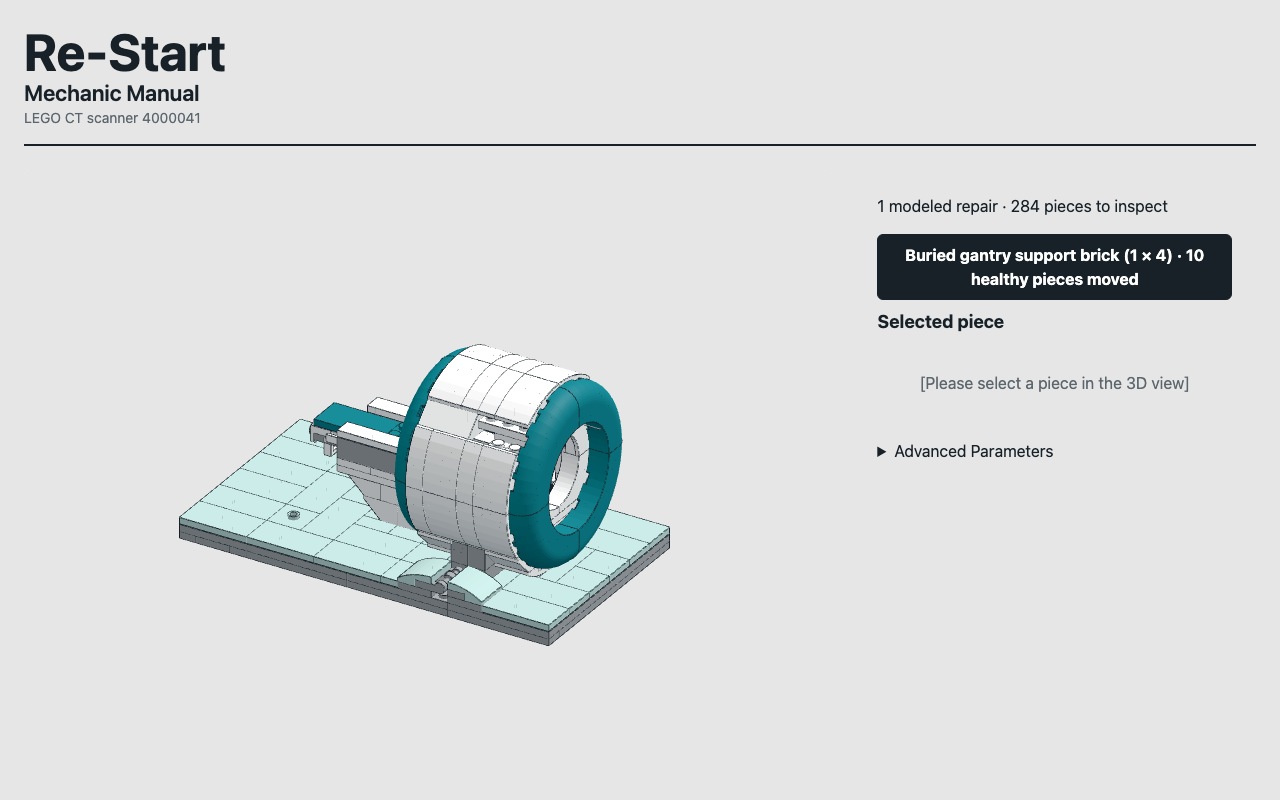 Re-Start
Mechanic Manual
LEGO CT scanner 4000041
1 modeled repair · 284 pieces to inspect
Buried gantry support brick (1 × 4) · 10
healthy pieces moved
Selected piece
[Please select a piece in the 3D view]
▶ Advanced Parameters